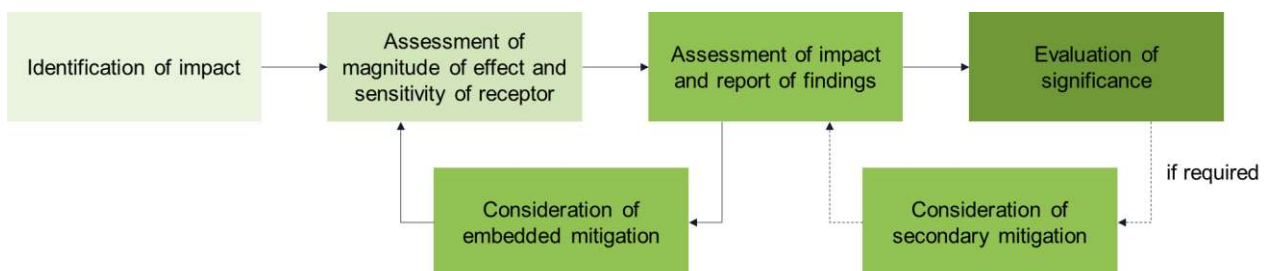 Identification of impact
Assessment of
magnitude of effect and
sensitivity of receptor
Assessment of impact
and report of findings
Evaluation of
significance
if required
Consideration of
embedded mitigation
Consideration of
secondary mitigation